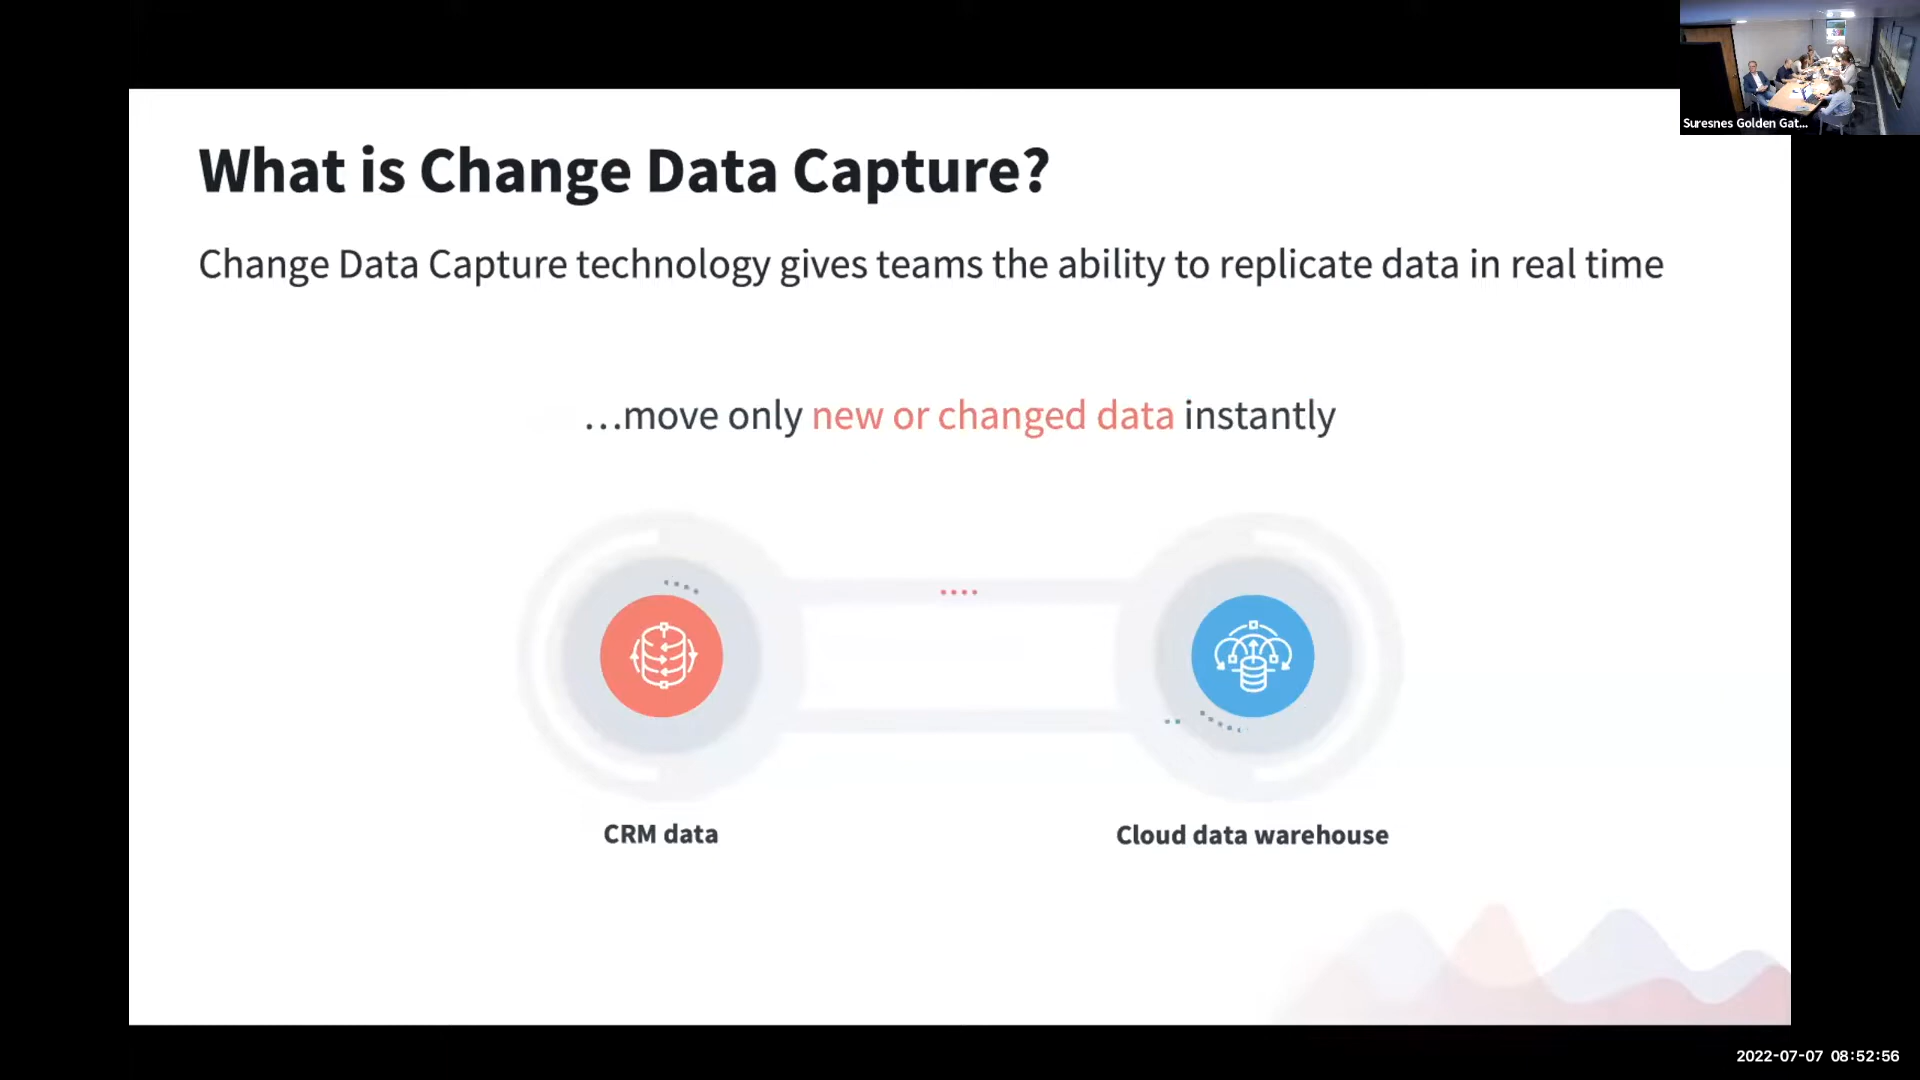 Suresnes Golden Gat...
What is Change Data Capture?
Change Data Capture technology gives teams the ability to replicate data in real time
...move only new or changed data instantly
CRM data
Cloud data warehouse
2022-07-07 08:52:56